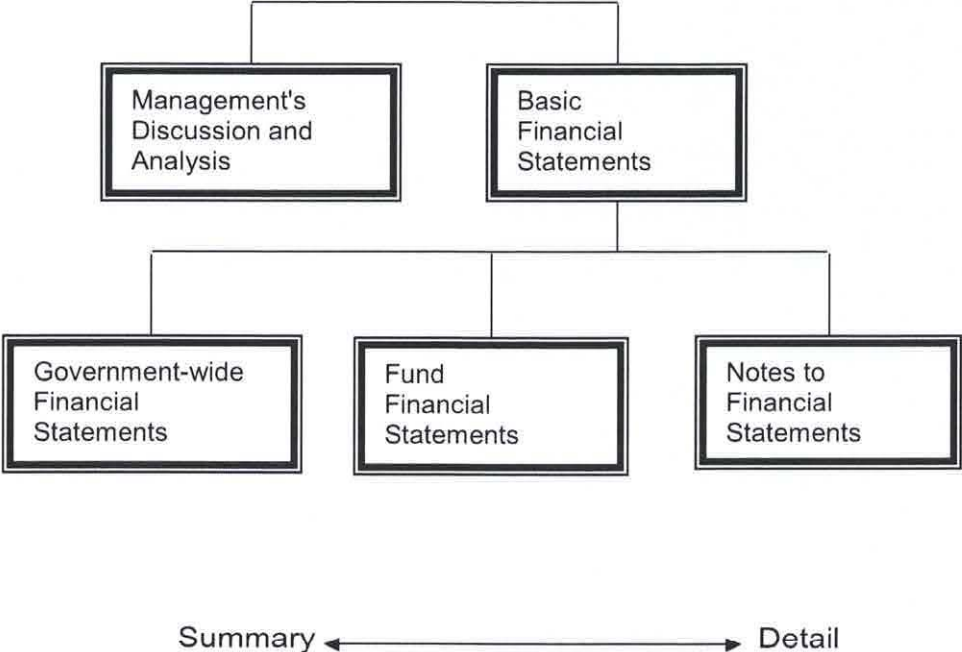 Management's
Discussion and
Analysis
Basic
Financial
Statements
Government-wide
Financial
Statements
Fund
Financial
Statements
Notes to
Financial
Statements
Summary
Detail